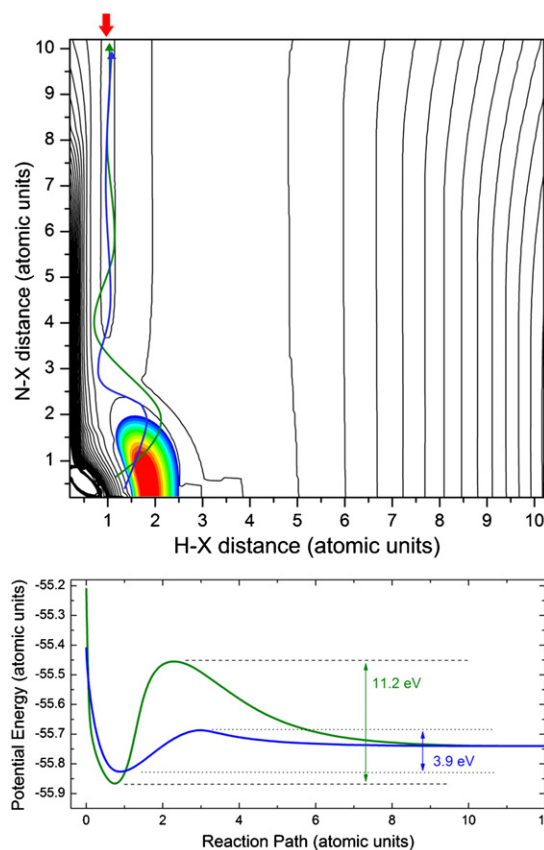 10
9
8
7
6
5
4
3
2
1
N-X distance (atomic units)
1 2 3 4 5 6 7 8 9 10
H-X distance (atomic units)
-55.2
-55.3
-55.4
-55.5
-55.6
-55.7
-55.8
-55.9
Potential Energy (atomic units)
11.2 eV
3.9 eV
0 2 4 6 8 10 12
Reaction Path (atomic units)